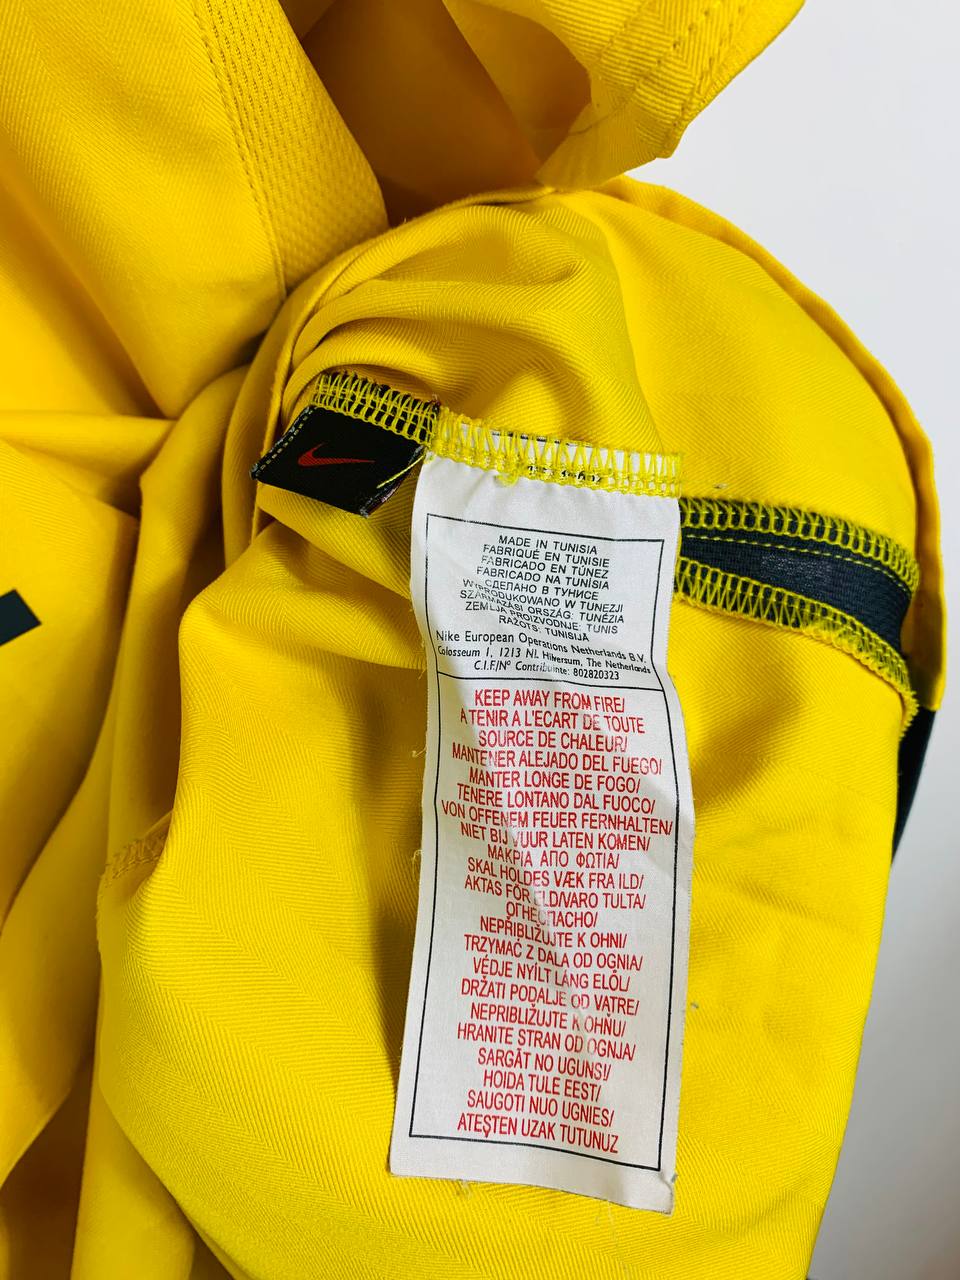 MADE IN TUNISIA
FABRIQUÉ EN TUNISIE
FABRICADO EN TÚNEZ
FABRICADO NA TUNÍSIA
СДЕЛАНО В ТУНИСЕ
WYPRODUKOWANO W TUNEZJI
SZÁRMAZÁSI ORSZÁG: TUNÉZIA
ZEMLJA PROIZVODNJE: TUNIS
RAŽOTS: TUNISIJĀ
Nike European Operations Netherlands B.V.
Colosseum 1, 1213 NL Hilversum, The Netherlands
C.I.F/Nº Contribuinte: 802820323
KEEP AWAY FROM FIRE/
A TENIR A L'ECART DE TOUTE
SOURCE DE CHALEUR/
MANTENER ALEJADO DEL FUEGO/
MANTER LONGE DE FOGO/
TENERE LONTANO DAL FUOCO/
VON OFFENEM FEUER FERNHALTEN/
NIET BIJ VUUR LATEN KOMEN/
ΜΑΚΡΙΑ ΑΠΟ ΦΩΤΙΑ/
SKAL HOLDES VÆK FRA ILD/
AKTAS FÖR ELD/VARO TULTA/
ОГНЕОПАСНО/
NEPŘIBLIŽUJTE K OHNI/
TRZYMAĆ Z DALA OD OGNIA/
VÉDJE NYÍLT LÁNG ELŐL/
DRŽATI PODALJE OD VATRE/
NEPRIBLIŽUJTE K OHŇU/
HRANITE STRAN OD OGNJA/
SARGĀT NO UGUNS!/
HOIDA TULE EEST/
SAUGOTI NUO UGNIES/
ATEŞTEN UZAK TUTUNUZ